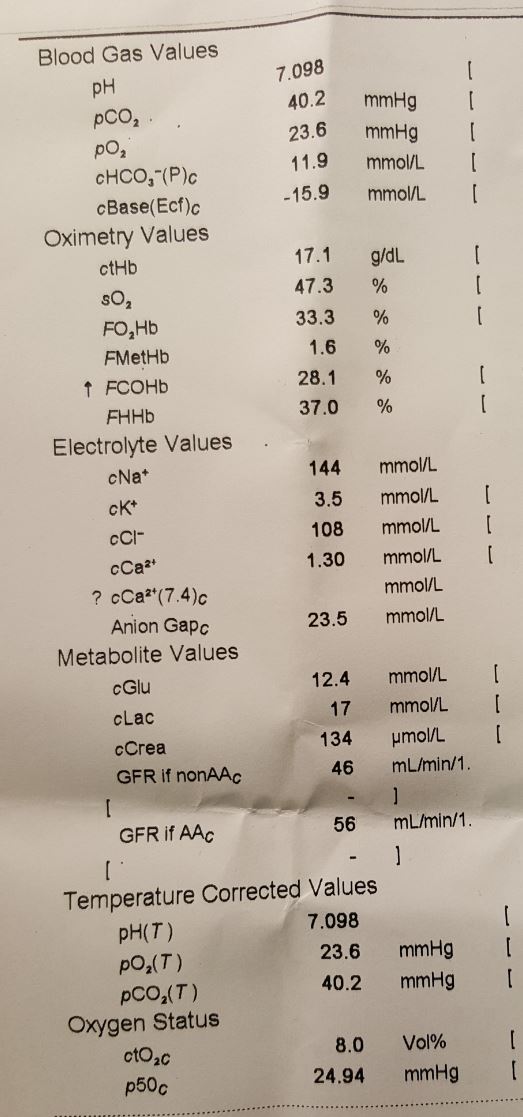 Blood Gas Values
pH 7.098 [
pCO₂ 40.2 mmHg [
pO₂ 23.6 mmHg [
cHCO₃⁻(P)c 11.9 mmol/L [
cBase(Ecf)c -15.9 mmol/L [
Oximetry Values
ctHb 17.1 g/dL [
sO₂ 47.3 % [
FO₂Hb 33.3 % [
FMetHb 1.6 %
↑ FCOHb 28.1 % [
FHHb 37.0 % [
Electrolyte Values
cNa⁺ 144 mmol/L
cK⁺ 3.5 mmol/L [
cCl⁻ 108 mmol/L [
cCa²⁺ 1.30 mmol/L [
? cCa²⁺(7.4)c mmol/L
Anion Gapc 23.5 mmol/L
Metabolite Values
cGlu 12.4 mmol/L [
cLac 17 mmol/L [
cCrea 134 µmol/L [
GFR if nonAAc 46 mL/min/1.
[ - ]
GFR if AAc 56 mL/min/1.
[ - ]
Temperature Corrected Values
pH(T) 7.098 [
pO₂(T) 23.6 mmHg [
pCO₂(T) 40.2 mmHg [
Oxygen Status
ctO₂c 8.0 Vol% [
p50c 24.94 mmHg [